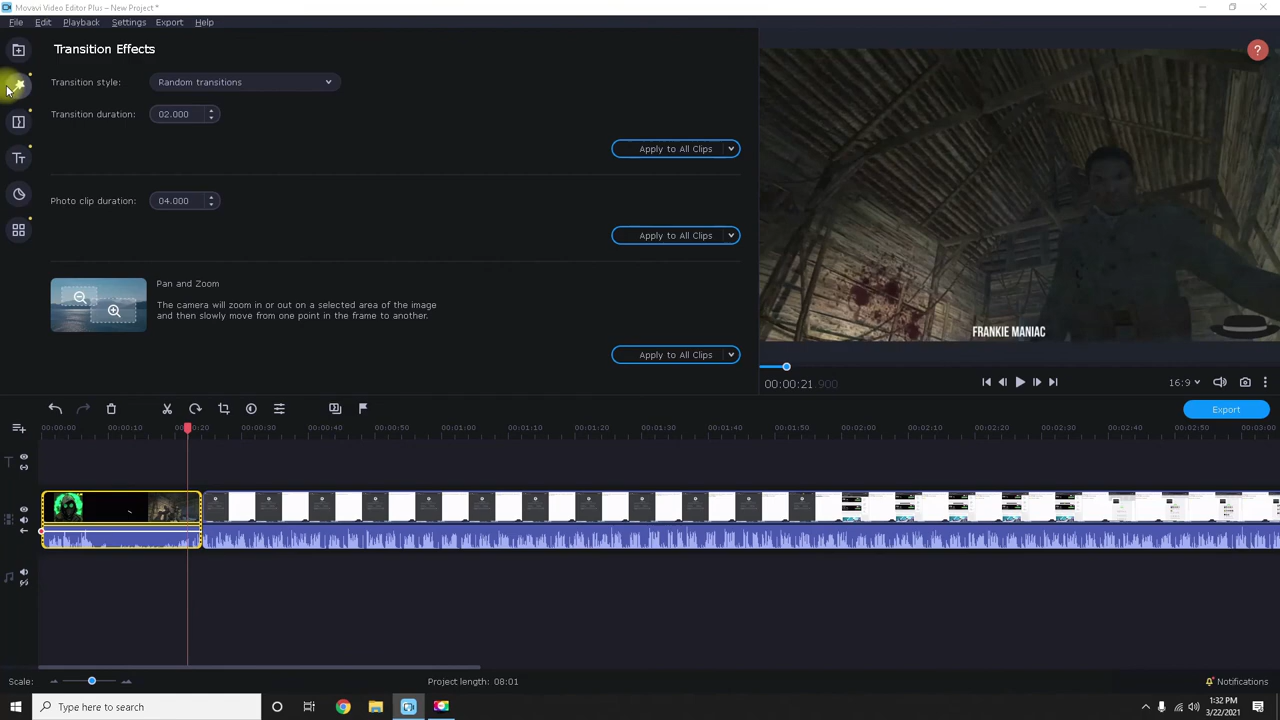 Movavi Video Editor Plus – New Project *
File Edit Playback Settings Export Help
Transition Effects
Transition style: Random transitions
Transition duration: 02.000
Apply to All Clips
Photo clip duration: 04.000
Apply to All Clips
Pan and Zoom
The camera will zoom in or out on a selected area of the image
and then slowly move from one point in the frame to another.
Apply to All Clips
?
FRANKIE MANIAC
00:00:21.900
16:9
Export
00:00:00 00:00:10 00:00:20 00:00:30 00:00:40 00:00:50 00:01:00 00:01:10 00:01:20 00:01:30 00:01:40 00:01:50 00:02:00 00:02:10 00:02:20 00:02:30 00:02:40 00:02:50 00:03:00
Scale:
Project length: 08:01
Notifications
Type here to search
1:32 PM
3/22/2021